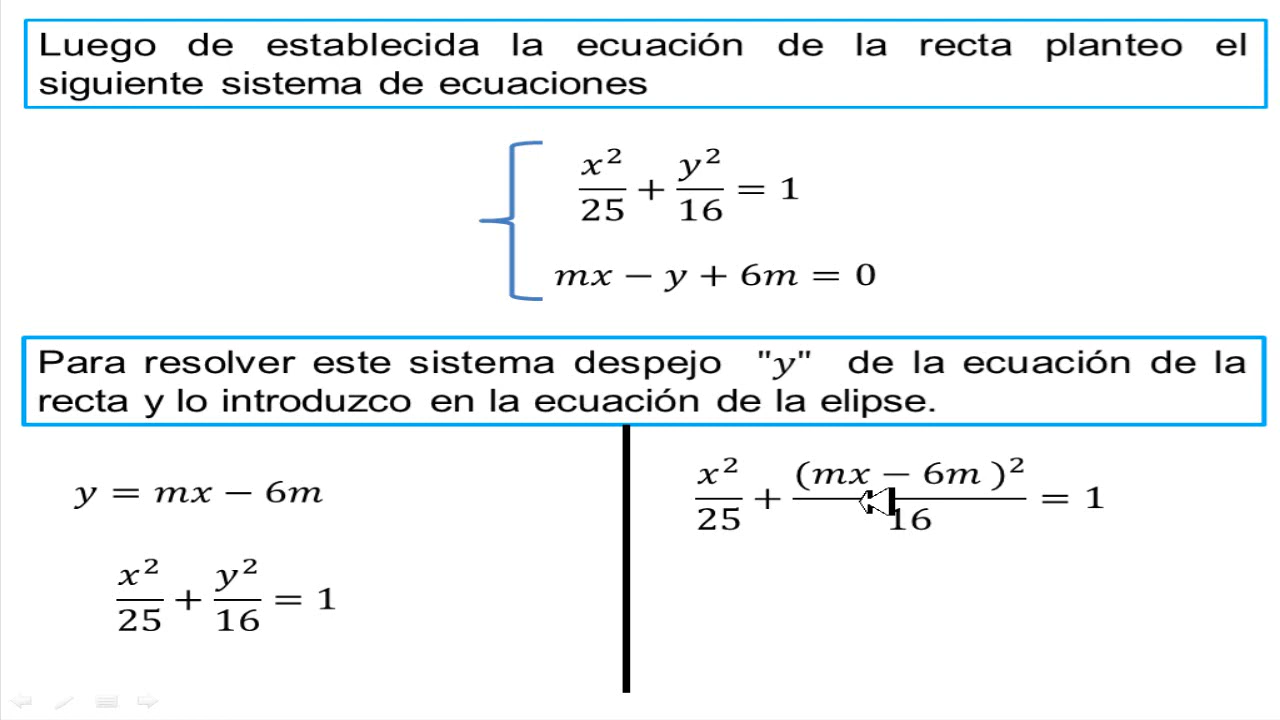 Luego de establecida la ecuación de la recta planteo el
siguiente sistema de ecuaciones
x²/25 + y²/16 = 1
mx − y + 6m = 0
Para resolver este sistema despejo "y" de la ecuación de la
recta y lo introduzco en la ecuación de la elipse.
y = mx − 6m
x²/25 + y²/16 = 1
x²/25 + (mx − 6m )²/16 = 1